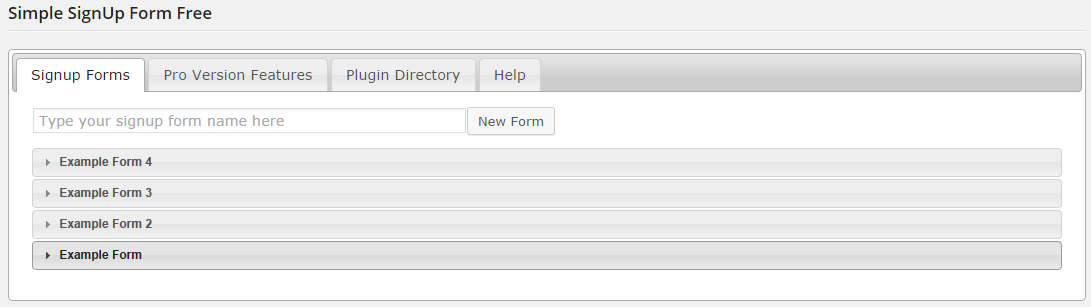 Simple SignUp Form Free
Signup Forms Pro Version Features Plugin Directory Help
Type your signup form name here New Form
Example Form 4
Example Form 3
Example Form 2
Example Form